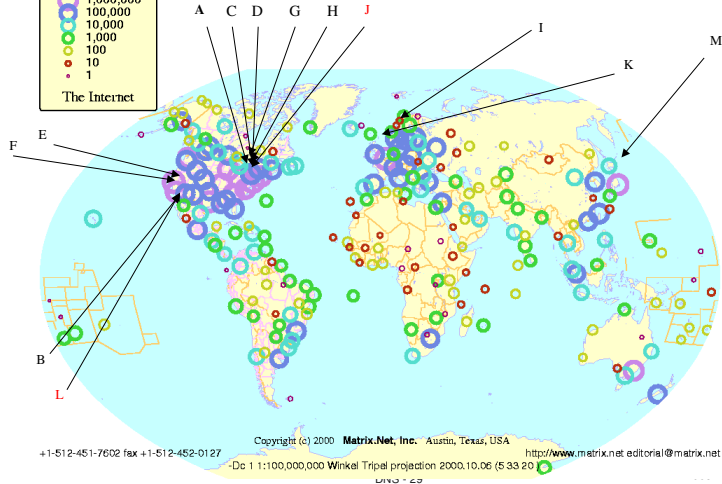 1,000,000
100,000
10,000
1,000
100
10
1
The Internet
A C D G H J
I
K
M
E
F
B
L
Copyright (c) 2000 Matrix.Net, Inc. Austin, Texas, USA
+1-512-451-7602 fax +1-512-452-0127
http://www.matrix.net editorial@matrix.net
-Dc 1 1:100,000,000 Winkel Tripel projection 2000.10.06 (5 33 20 )
DNS - 29